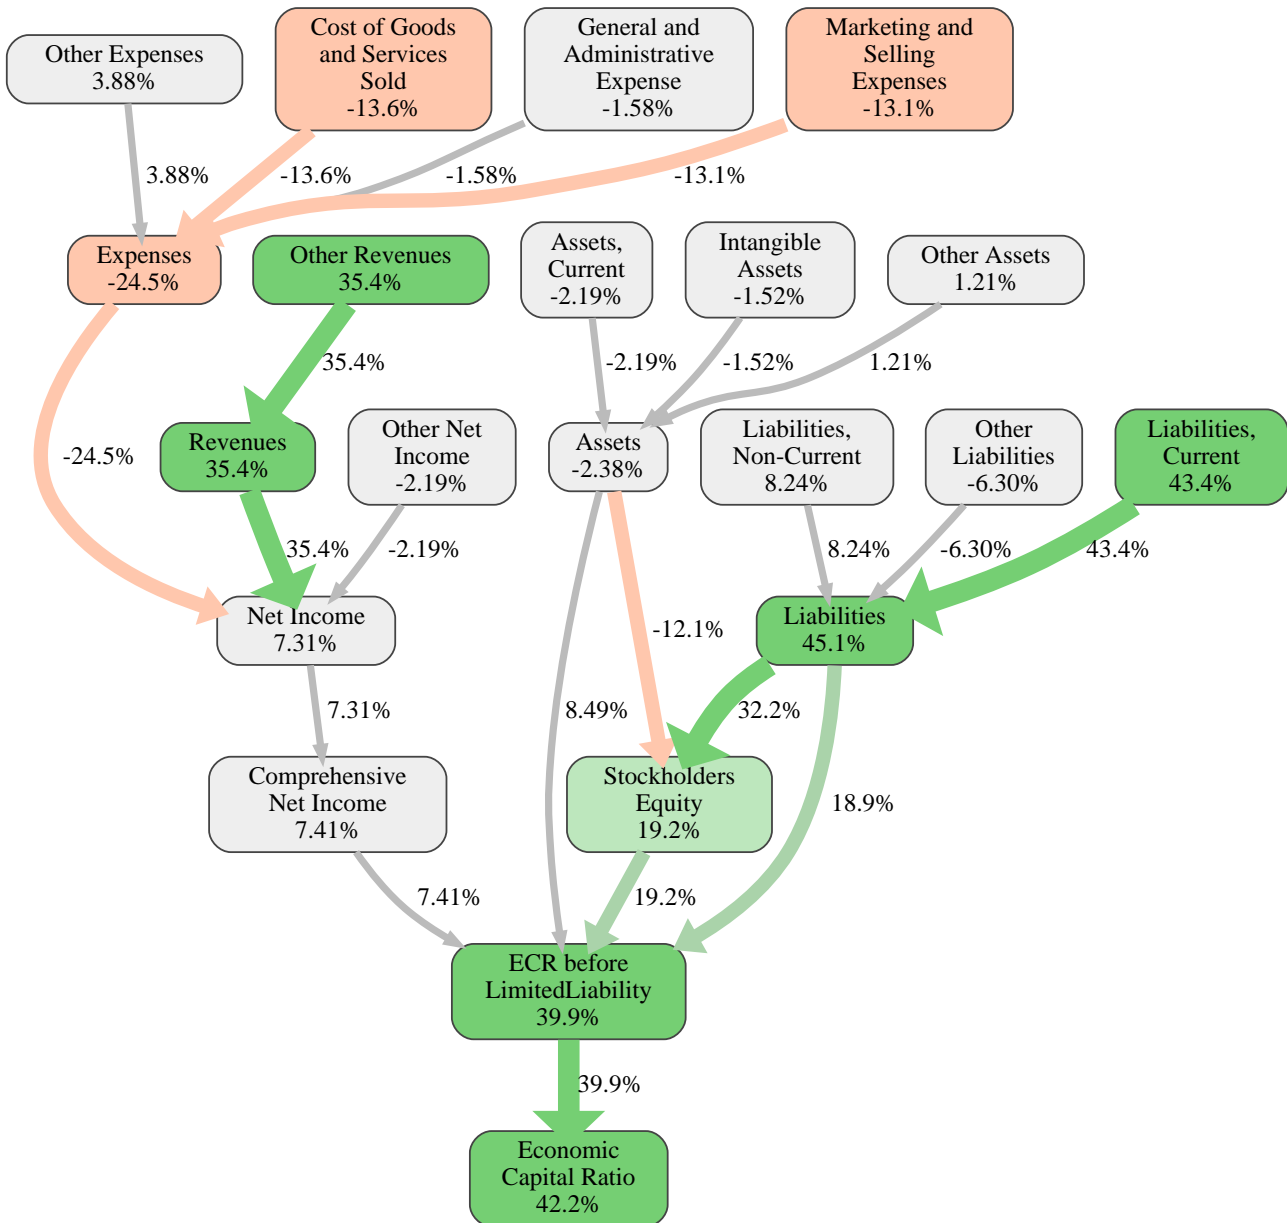 Other Expenses
3.88%
Cost of Goods
and Services
Sold
-13.6%
General and
Administrative
Expense
-1.58%
Marketing and
Selling
Expenses
-13.1%
3.88%
-13.6%
-1.58%
-13.1%
Expenses
-24.5%
Other Revenues
35.4%
Assets,
Current
-2.19%
Intangible
Assets
-1.52%
Other Assets
1.21%
35.4%
-2.19%
-1.52%
1.21%
-24.5%
Revenues
35.4%
Other Net
Income
-2.19%
Assets
-2.38%
Liabilities,
Non-Current
8.24%
Other
Liabilities
-6.30%
Liabilities,
Current
43.4%
35.4%
-2.19%
8.24%
-6.30%
43.4%
Net Income
7.31%
Liabilities
45.1%
-12.1%
7.31%
8.49%
32.2%
Comprehensive
Net Income
7.41%
Stockholders
Equity
19.2%
18.9%
7.41%
19.2%
ECR before
LimitedLiability
39.9%
39.9%
Economic
Capital Ratio
42.2%